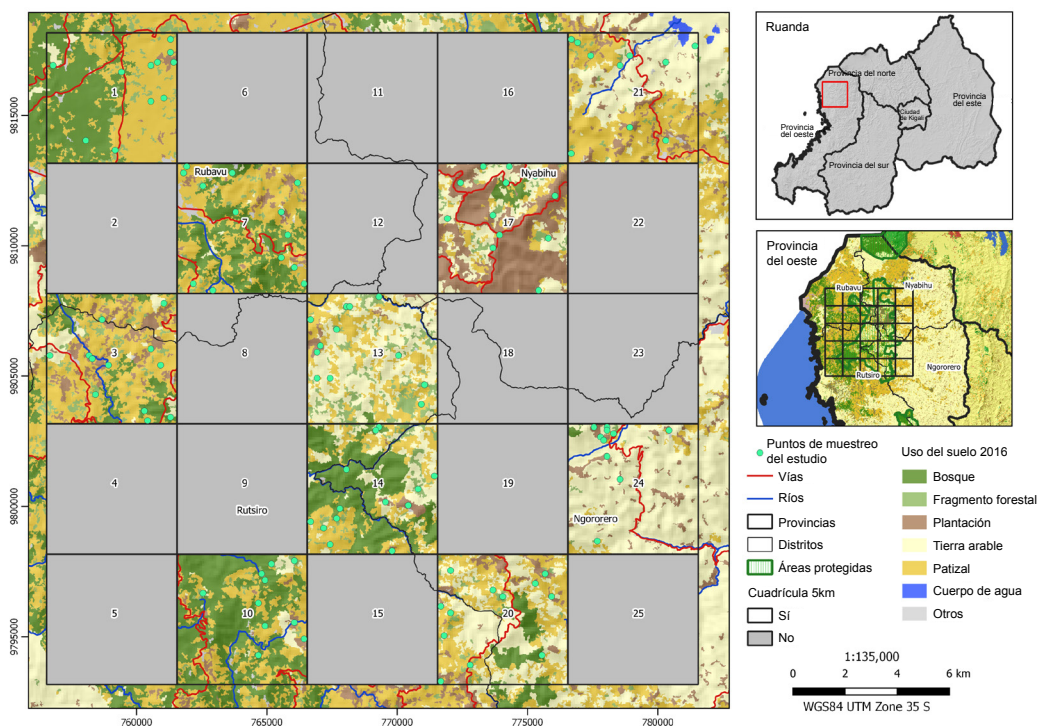 1
6
11
16
21
Rubavu
Nyabihu
2
7
12
17
22
3
8
13
18
23
4
9
14
19
24
Rutsiro
Ngororero
5
10
15
20
25
9815000
9810000
9905000
9800000
9795000
760000
765000
770000
775000
780000
Ruanda
Provincia del norte
Provincia
del este
Ciudad
de Kigali
Provincia
del oeste
Provincia del sur
Provincia
del oeste
Rubavu
Nyabihu
Ngororero
Rutsiro
Puntos de muestreo
del estudio
Vías
Ríos
Provincias
Distritos
Áreas protegidas
Cuadrícula 5km
Sí
No
Uso del suelo 2016
Bosque
Fragmento forestal
Plantación
Tierra arable
Patizal
Cuerpo de agua
Otros
1:135,000
0 2 4 6 km
WGS84 UTM Zone 35 S